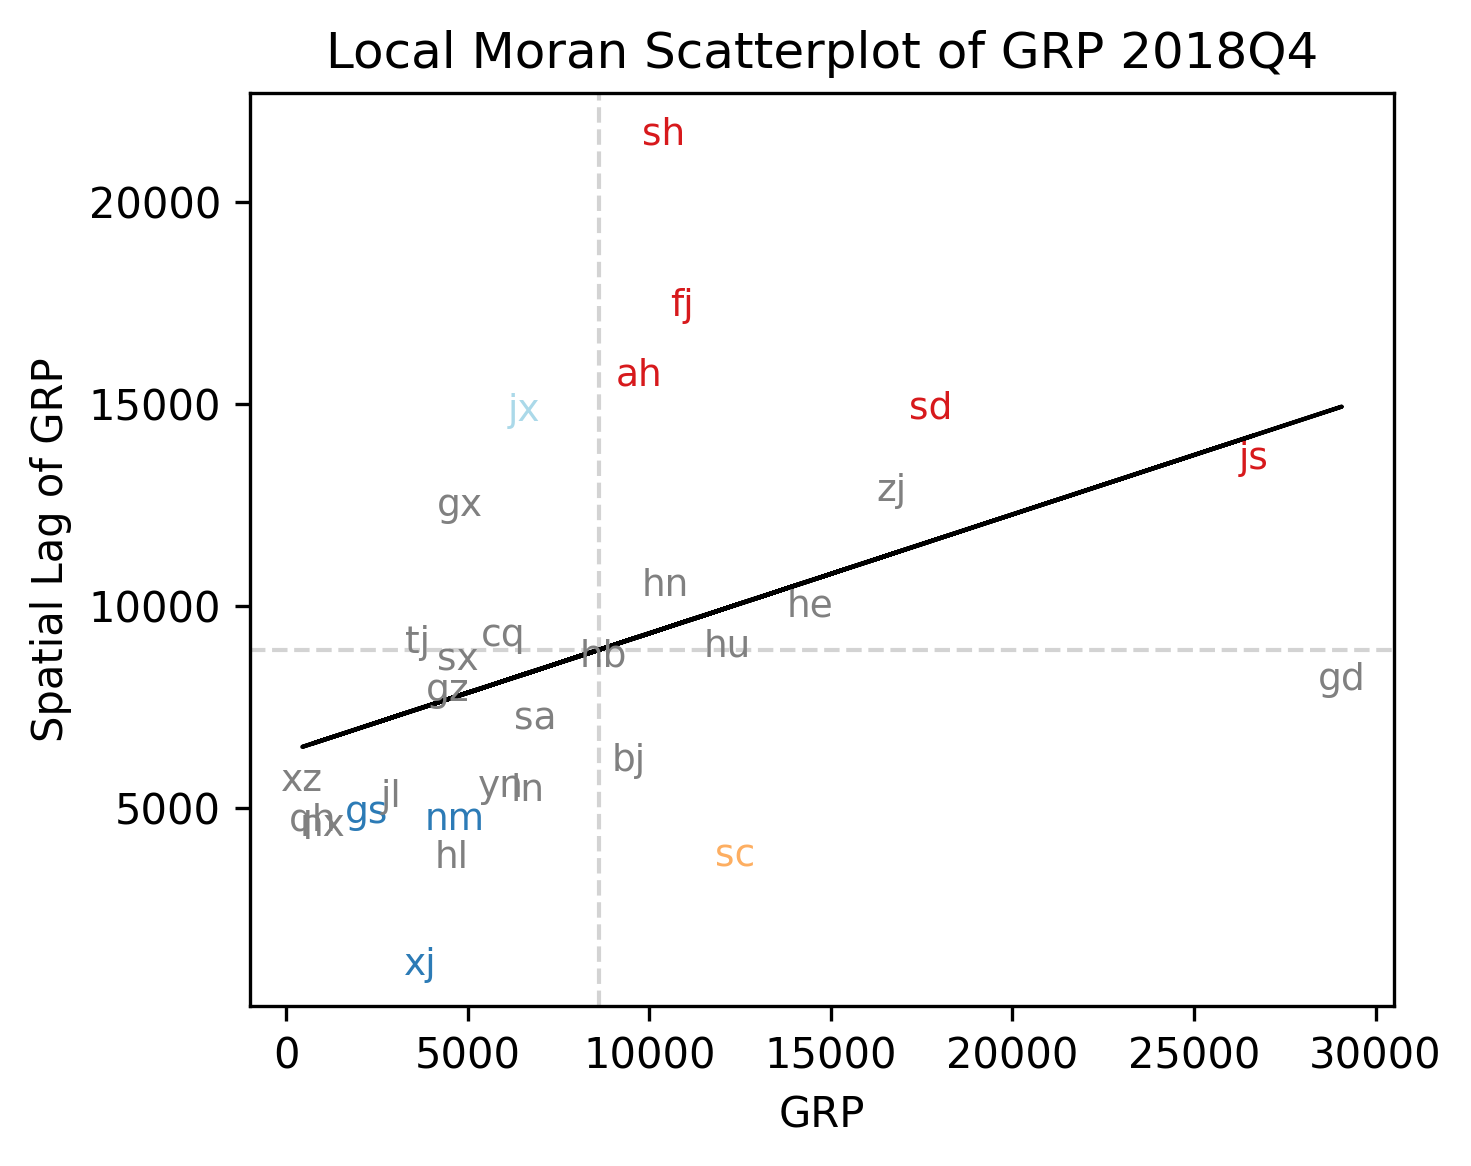 Local Moran Scatterplot of GRP 2018Q4
Spatial Lag of GRP
20000
15000
10000
5000
sh
fj
ah
jx
sd
js
zj
gx
hn
he
tj
cq
hu
sx
hb
gd
gz
sa
bj
xz
jl
yn
ln
qh
nx
gs
nm
hl
sc
xj
0
5000
10000
15000
20000
25000
30000
GRP